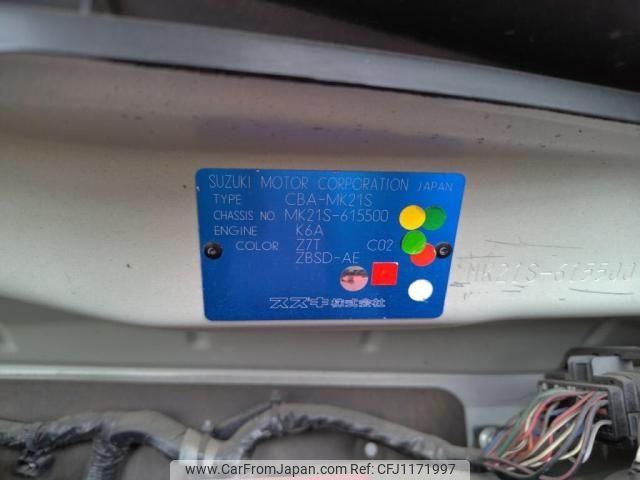 SUZUKI MOTOR CORPORATION JAPAN
TYPE CBA-MK21S
CHASSIS NO. MK21S-615500
ENGINE K6A
COLOR Z7T C02
ZBSD-AE
スズキ株式会社
www.CarFromJapan.com | CFJ1171997